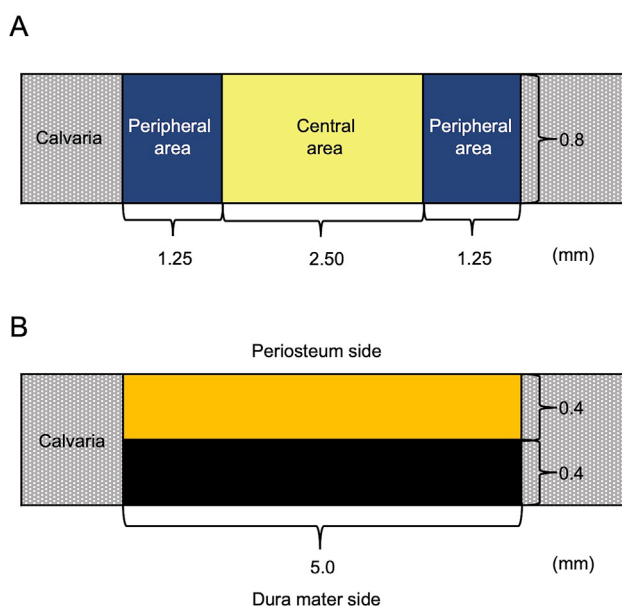 A
Calvaria
Peripheral
area
Central
area
Peripheral
area
0.8
1.25
2.50
1.25
(mm)
B
Periosteum side
Calvaria
0.4
0.4
5.0
(mm)
Dura mater side